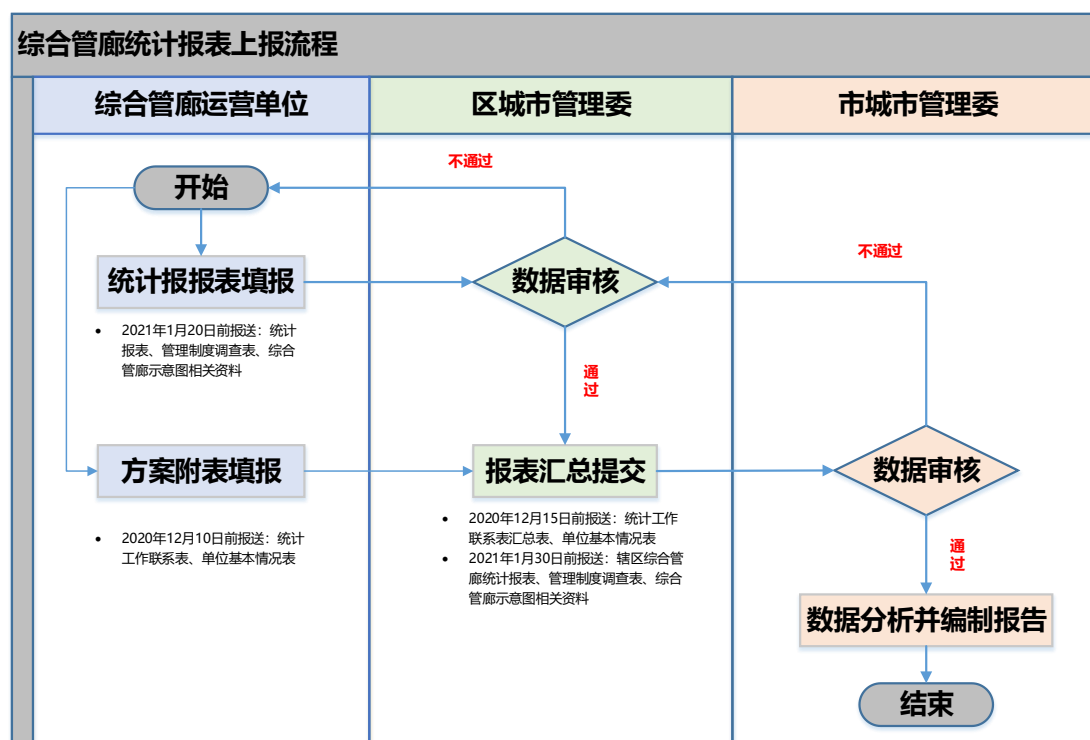 综合管廊统计报表上报流程
综合管廊运营单位
区城市管理委
市城市管理委
不通过
开始
数据审核
不通过
统计报报表填报
• 2021年1月20日前报送：统计
报表、管理制度调查表、综合
管廊示意图相关资料
通
过
方案附表填报
报表汇总提交
数据审核
• 2020年12月10日前报送：统计
工作联系表、单位基本情况表
• 2020年12月15日前报送：统计工作
联系表汇总表、单位基本情况表
• 2021年1月30日前报送：辖区综合管
廊统计报表、管理制度调查表、综合
管廊示意图相关资料
通
过
数据分析并编制报告
结束